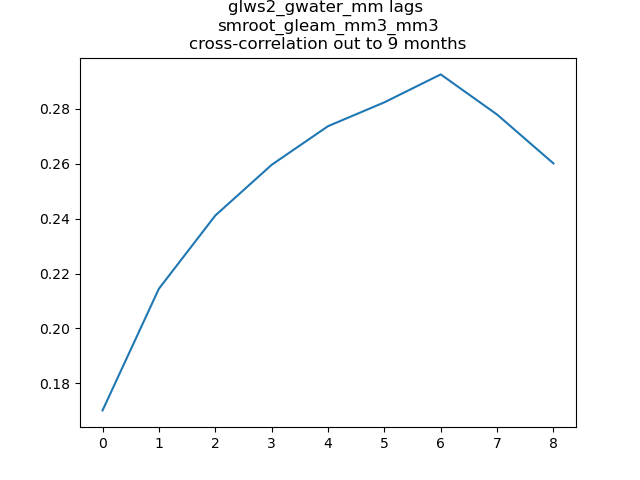 glws2_gwater_mm lags
smroot_gleam_mm3_mm3
cross-correlation out to 9 months
0.28
0.26
0.24
0.22
0.20
0.18
0 1 2 3 4 5 6 7 8